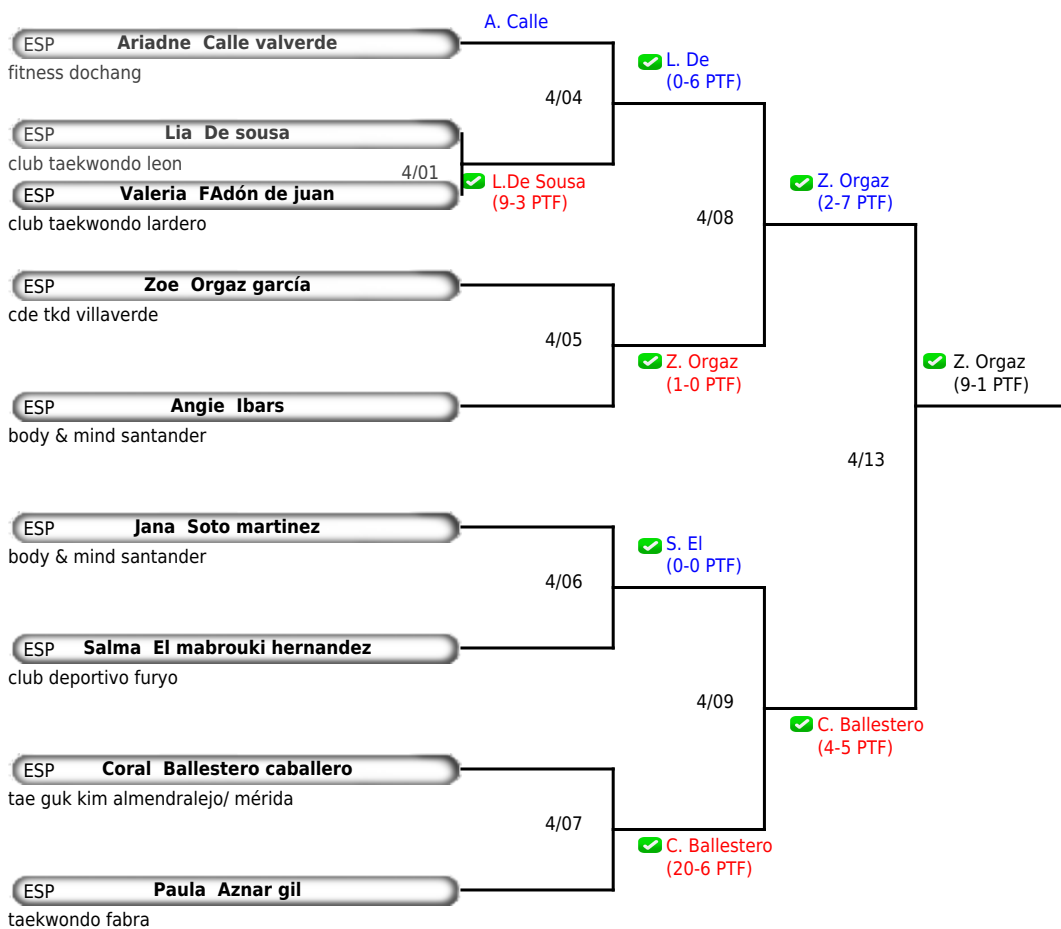 A. Calle
ESP Ariadne Calle valverde
fitness dochang
L. De
(0-6 PTF)
4/04
ESP Lia De sousa
club taekwondo leon
4/01
L.De Sousa
(9-3 PTF)
ESP Valeria FAdón de juan
club taekwondo lardero
Z. Orgaz
(2-7 PTF)
4/08
ESP Zoe Orgaz garcía
cde tkd villaverde
4/05
Z. Orgaz
(1-0 PTF)
Z. Orgaz
(9-1 PTF)
ESP Angie Ibars
body & mind santander
4/13
ESP Jana Soto martinez
body & mind santander
S. El
(0-0 PTF)
4/06
ESP Salma El mabrouki hernandez
club deportivo furyo
4/09
C. Ballestero
(4-5 PTF)
ESP Coral Ballestero caballero
tae guk kim almendralejo/ mérida
4/07
C. Ballestero
(20-6 PTF)
ESP Paula Aznar gil
taekwondo fabra